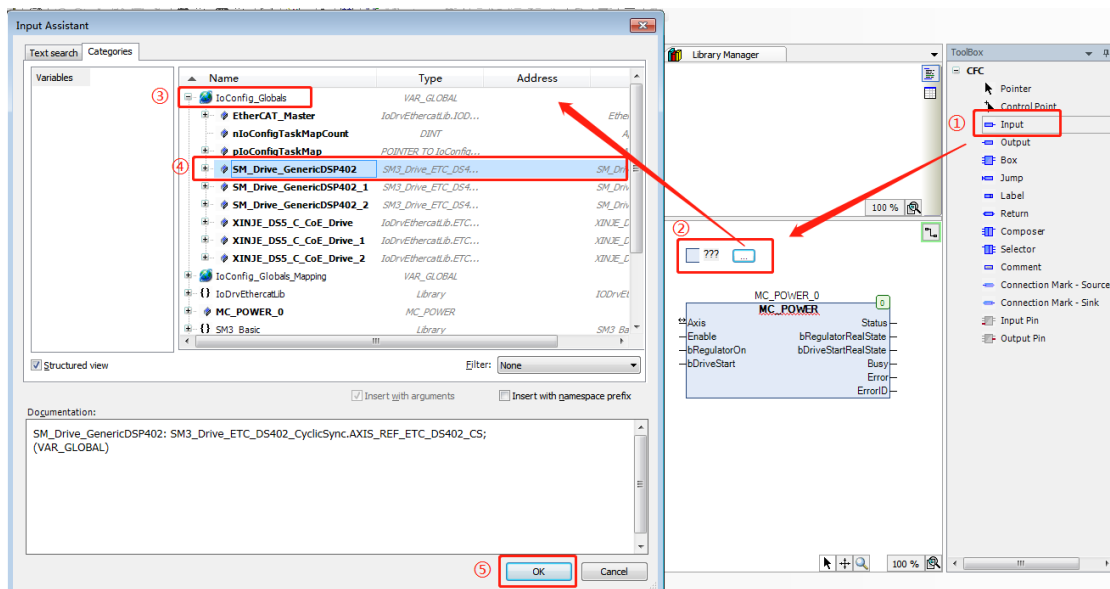 Input Assistant
Text search Categories
Variables
Name Type Address
③ IoConfig_Globals VAR_GLOBAL
EtherCAT_Master IoDrvEthercatLib.IOD... Ethe
nIoConfigTaskMapCount DINT
pIoConfigTaskMap POINTER TO IoConfig...
④ SM_Drive_GenericDSP402 SM3_Drive_ETC_DS4... SM_Dri
SM_Drive_GenericDSP402_1 SM3_Drive_ETC_DS4... SM_Driv
SM_Drive_GenericDSP402_2 SM3_Drive_ETC_DS4... SM_Driv
XINJE_DS5_C_CoE_Drive IoDrvEthercatLib.ETC... XINJE_D
XINJE_DS5_C_CoE_Drive_1 IoDrvEthercatLib.ETC... XINJE_D
XINJE_DS5_C_CoE_Drive_2 IoDrvEthercatLib.ETC... XINJE_D
IoConfig_Globals_Mapping VAR_GLOBAL
{} IoDrvEthercatLib Library IODrvEt
MC_POWER_0 MC_POWER
{} SM3_Basic Library SM3_Ba
Structured view
Filter: None
Insert with arguments
Insert with namespace prefix
Documentation:
SM_Drive_GenericDSP402: SM3_Drive_ETC_DS402_CyclicSync.AXIS_REF_ETC_DS402_CS;
(VAR_GLOBAL)
⑤ OK Cancel
Library Manager
100 %
②
??? ...
MC_POWER_0
0
MC_POWER
Axis Status
Enable bRegulatorRealState
bRegulatorOn bDriveStartRealState
bDriveStart Busy
Error
ErrorID
100 %
ToolBox
CFC
Pointer
Control Point
① Input
Output
Box
Jump
Label
Return
Composer
Selector
Comment
Connection Mark - Source
Connection Mark - Sink
Input Pin
Output Pin